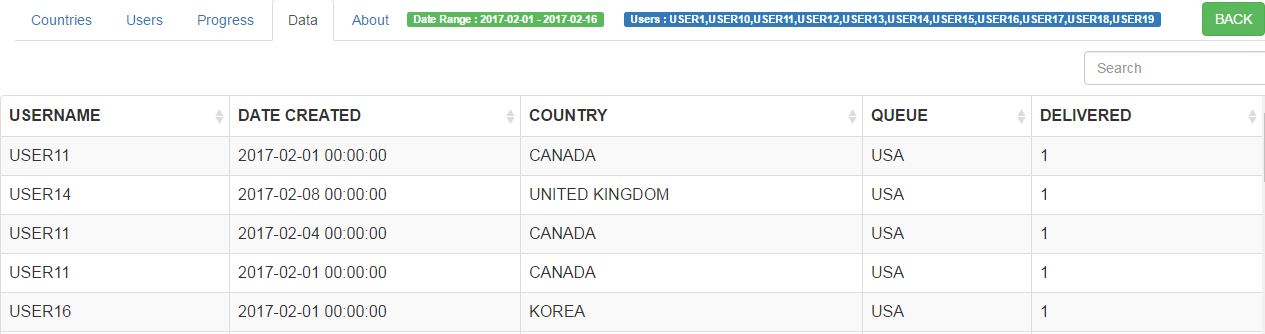 Countries Users Progress Data About Date Range : 2017-02-01 - 2017-02-16 Users : USER1,USER10,USER11,USER12,USER13,USER14,USER15,USER16,USER17,USER18,USER19 BACK
Search
USERNAME DATE CREATED COUNTRY QUEUE DELIVERED
USER11 2017-02-01 00:00:00 CANADA USA 1
USER14 2017-02-08 00:00:00 UNITED KINGDOM USA 1
USER11 2017-02-04 00:00:00 CANADA USA 1
USER11 2017-02-01 00:00:00 CANADA USA 1
USER16 2017-02-01 00:00:00 KOREA USA 1